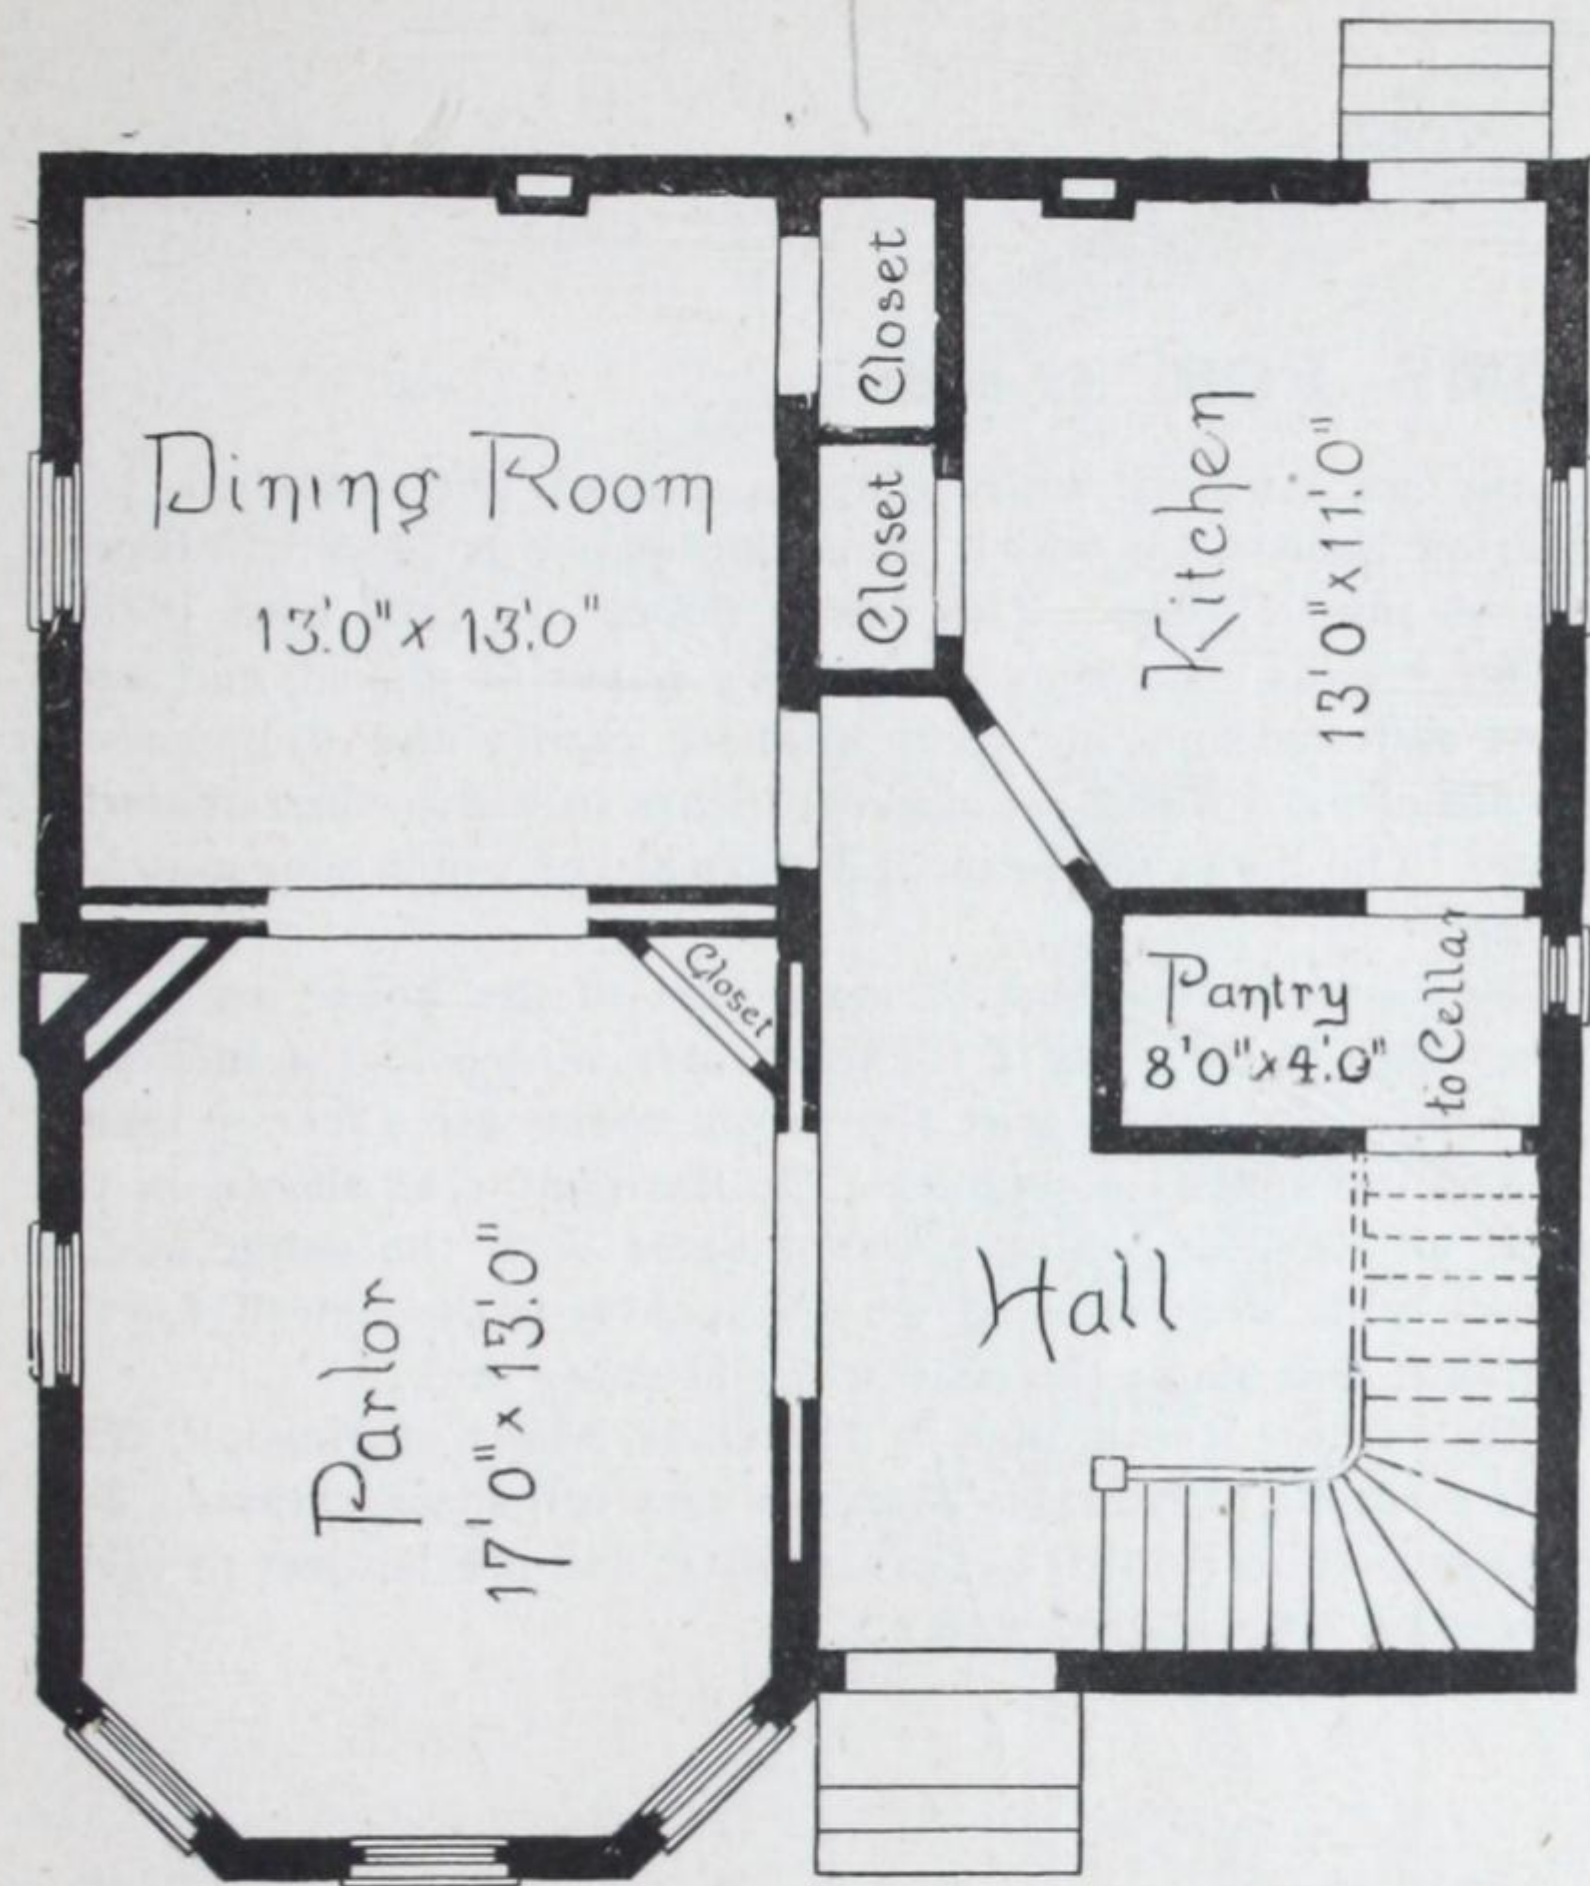 Closet
Closet
Dining Room
13'.0" x 13'.0"
Kitchen
13'0" x 11'.0"
Closet
Pantry
8'0" x 4'.0"
to Cellar
Parlor
17'0" x 13'.0"
Hall